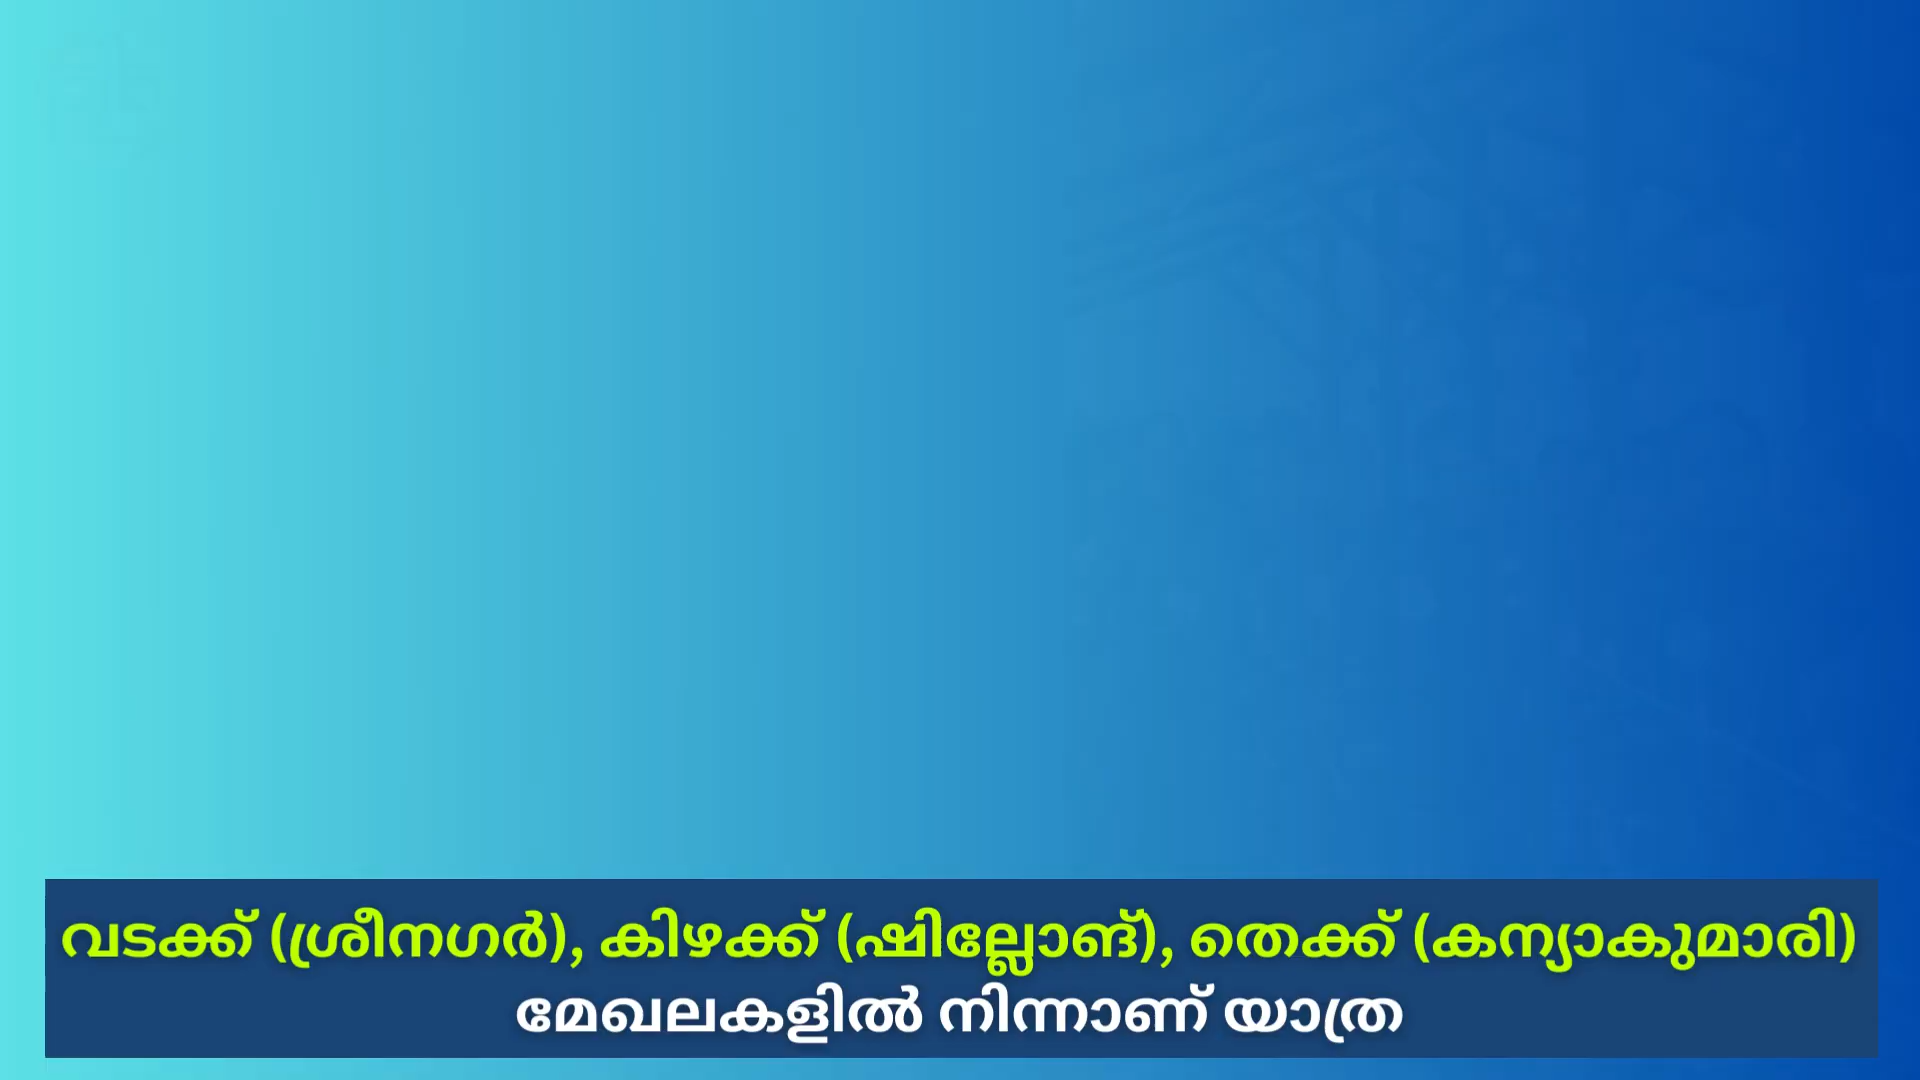 വടക്ക് (ശ്രീനഗർ), കിഴക്ക് (ഷില്ലോങ്), തെക്ക് (കന്യാകുമാരി)
മേഖലകളിൽ നിന്നാണ് യാത്ര